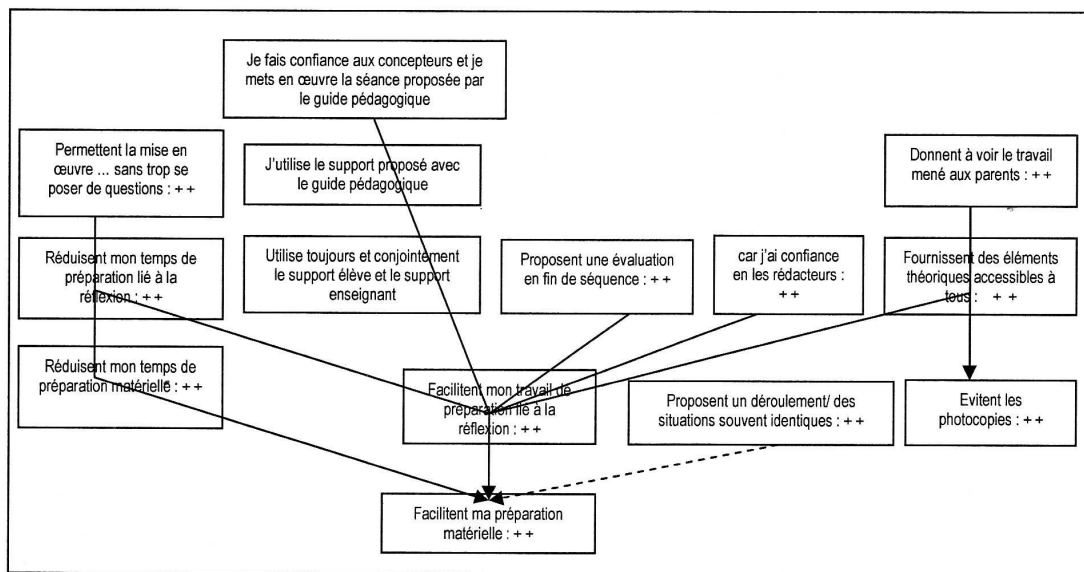 Je fais confiance aux concepteurs et je
mets en œuvre la séance proposée par
le guide pédagogique
Permettent la mise en
œuvre ... sans trop se
poser de questions : + +
J'utilise le support proposé avec
le guide pédagogique
Donnent à voir le travail
mené aux parents : + +
Réduisent mon temps de
préparation lié à la
réflexion : + +
Utilise toujours et conjointement
le support élève et le support
enseignant
Proposent une évaluation
en fin de séquence : + +
car j'ai confiance
en les rédacteurs :
+ +
Fournissent des éléments
théoriques accessibles à
tous : + +
Réduisent mon temps de
préparation matérielle : + +
Facilitent mon travail de
préparation lié à la
réflexion : + +
Proposent un déroulement/ des
situations souvent identiques : + +
Evitent les
photocopies : + +
Facilitent ma préparation
matérielle : + +